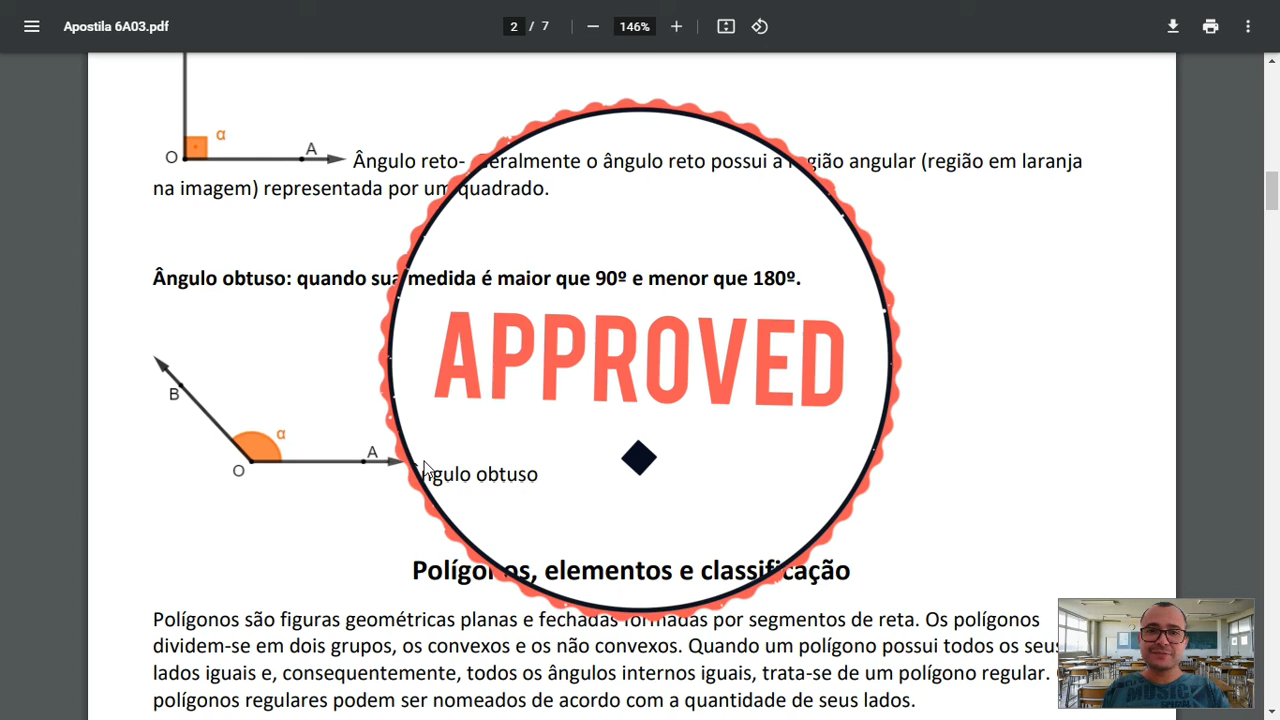 Apostila 6A03.pdf
2 / 7
146%
α
O
A
Ângulo reto- geralmente o ângulo reto possui a região angular (região em laranja
na imagem) representada por um quadrado.
Ângulo obtuso: quando sua medida é maior que 90º e menor que 180º.
APPROVED
B
α
A
O
Ângulo obtuso
Polígonos, elementos e classificação
Polígonos são figuras geométricas planas e fechadas formadas por segmentos de reta. Os polígonos
dividem-se em dois grupos, os convexos e os não convexos. Quando um polígono possui todos os seus
lados iguais e, consequentemente, todos os ângulos internos iguais, trata-se de um polígono regular.
polígonos regulares podem ser nomeados de acordo com a quantidade de seus lados.
MUSIC